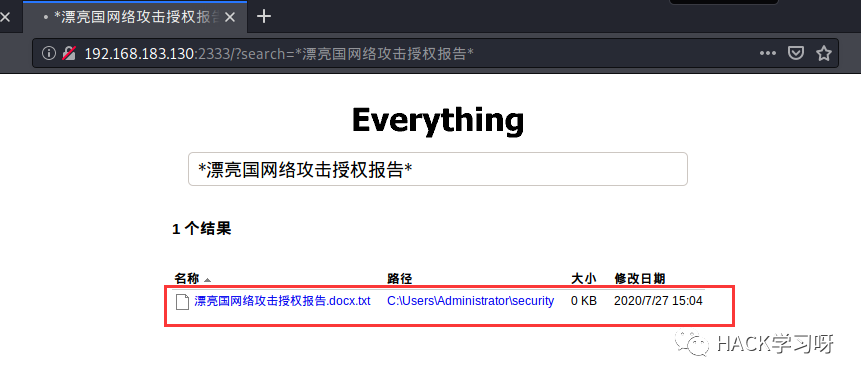 *漂亮国网络攻击授权报告
192.168.183.130:2333/?search=*漂亮国网络攻击授权报告*
Everything
*漂亮国网络攻击授权报告*
1 个结果
名称 路径 大小 修改日期
漂亮国网络攻击授权报告.docx.txt C:\Users\Administrator\security 0 KB 2020/7/27 15:04
HACK学习呀